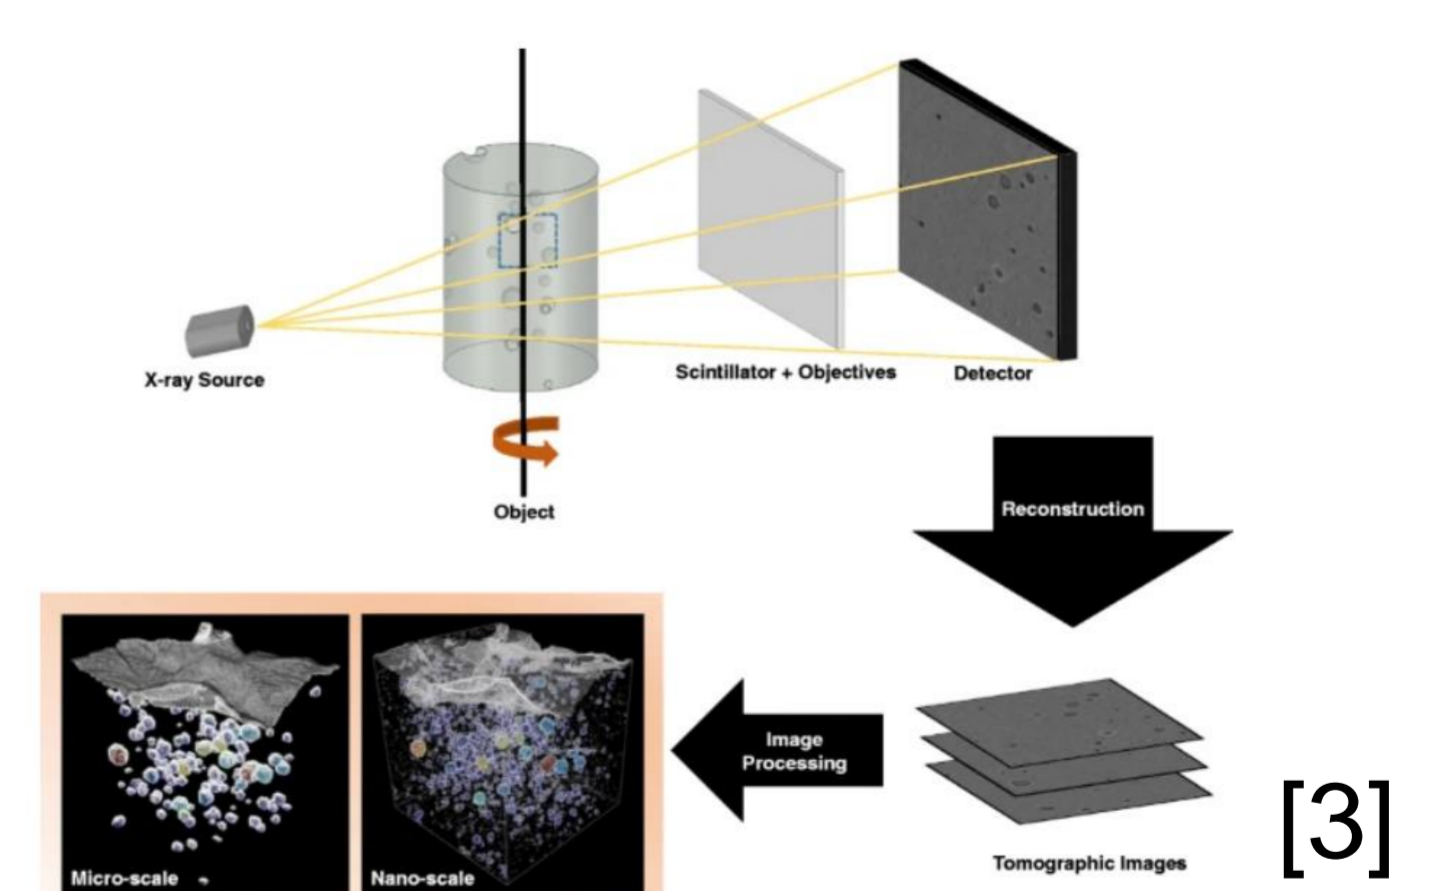 X-ray Source
Scintillator + Objectives
Detector
Object
Reconstruction
Image
Processing
Tomographic Images
Micro-scale
Nano-scale
[3]